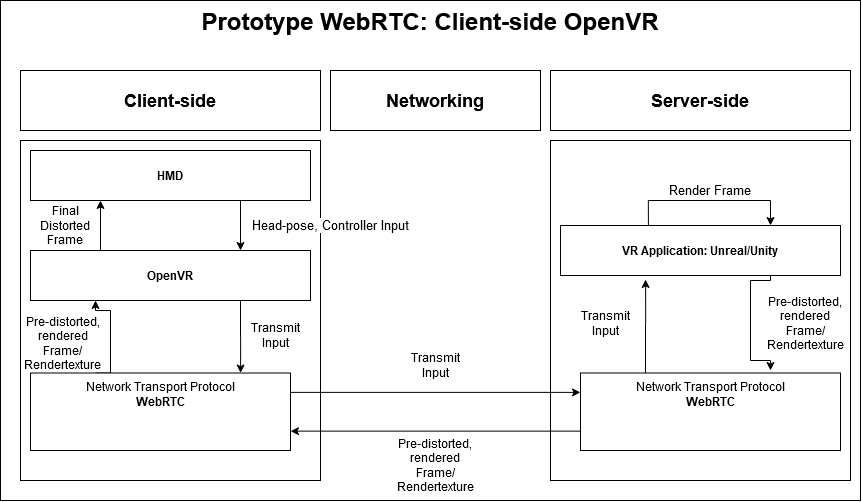 Prototype WebRTC: Client-side OpenVR
Client-side
Networking
Server-side
HMD
Final
Distorted
Frame
Head-pose, Controller Input
OpenVR
Pre-distorted,
rendered
Frame/
Rendertexture
Transmit
Input
Network Transport Protocol
WebRTC
Transmit
Input
Pre-distorted,
rendered
Frame/
Rendertexture
Render Frame
VR Application: Unreal/Unity
Transmit
Input
Pre-distorted,
rendered
Frame/
Rendertexture
Network Transport Protocol
WebRTC